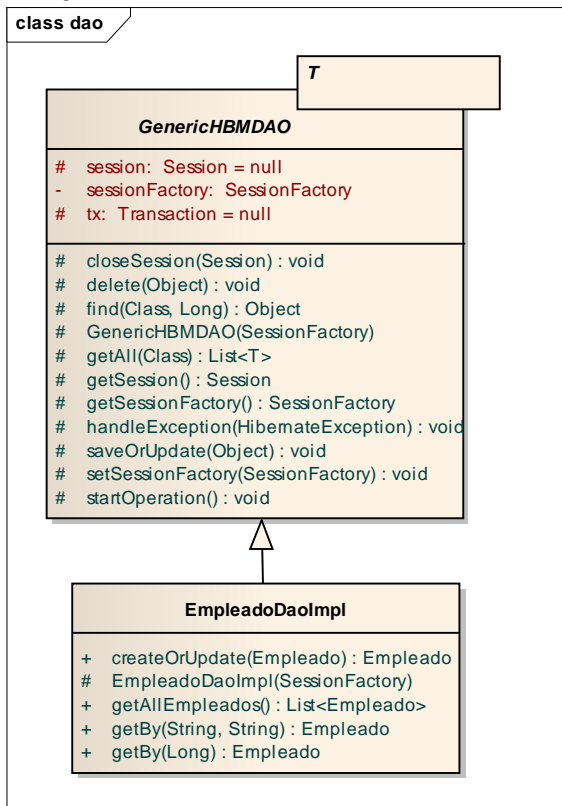 class dao
T
GenericHBMDAO
# session: Session = null
- sessionFactory: SessionFactory
# tx: Transaction = null
# closeSession(Session) : void
# delete(Object) : void
# find(Class, Long) : Object
# GenericHBMDAO(SessionFactory)
# getAll(Class) : List<T>
# getSession() : Session
# getSessionFactory() : SessionFactory
# handleException(HibernateException) : void
# saveOrUpdate(Object) : void
# setSessionFactory(SessionFactory) : void
# startOperation() : void
EmpleadoDaoImpl
+ createOrUpdate(Empleado) : Empleado
# EmpleadoDaoImpl(SessionFactory)
+ getAllEmpleados() : List<Empleado>
+ getBy(String, String) : Empleado
+ getBy(Long) : Empleado